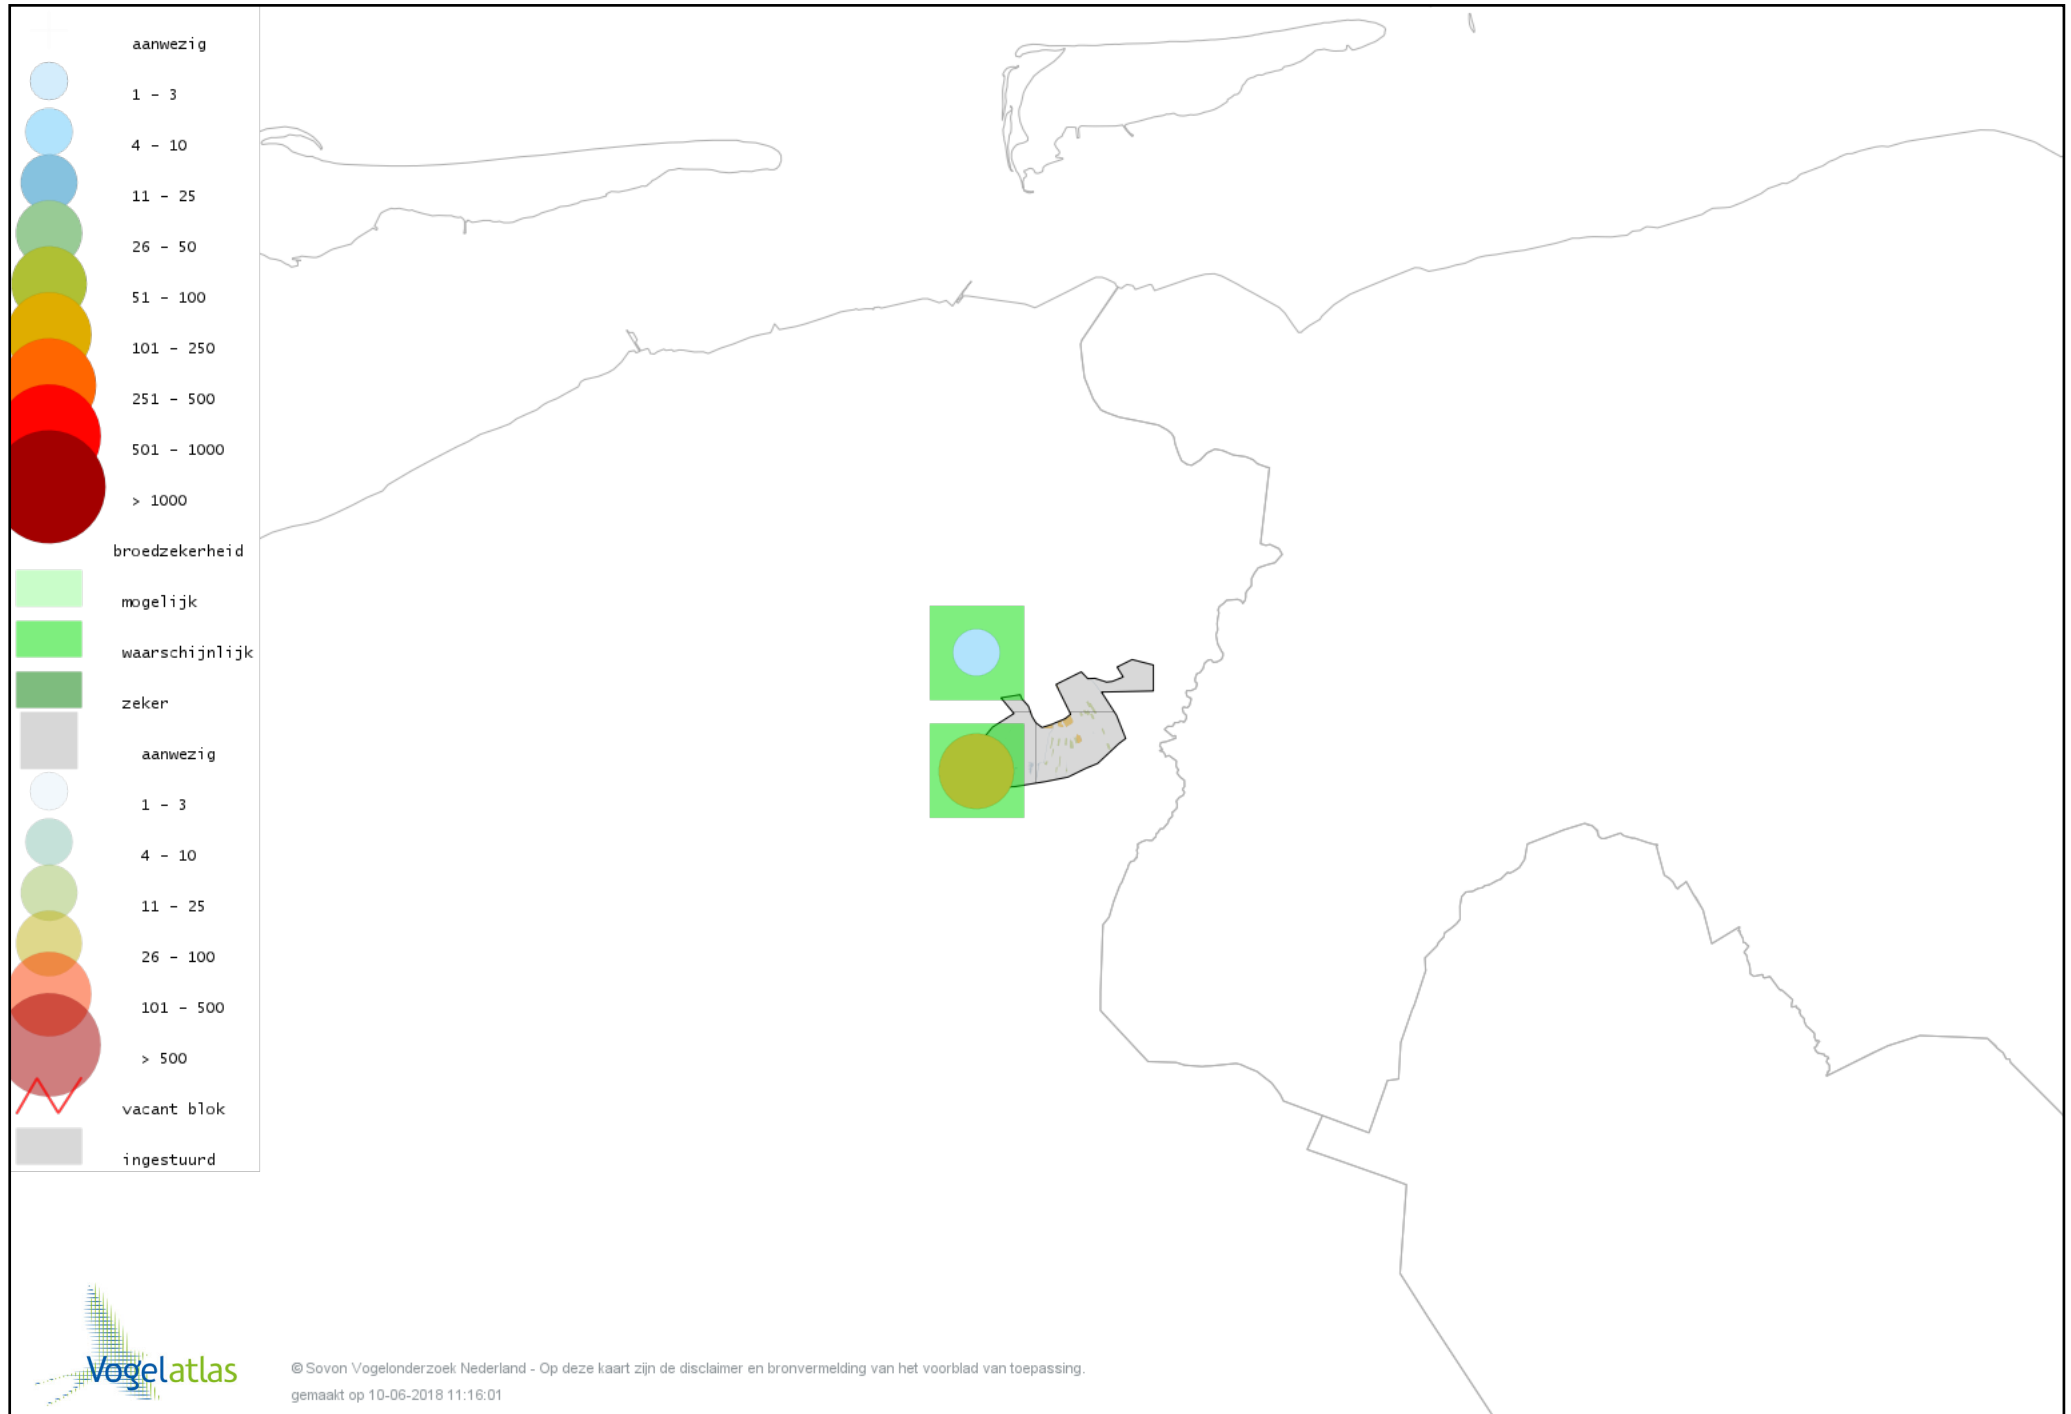 aanwezig
1 - 3
4 - 10
11 - 25
26 - 50
51 - 100
101 - 250
251 - 500
501 - 1000
> 1000
broedzekerheid
mogelijk
waarschijnlijk
zeker
aanwezig
1 - 3
4 - 10
11 - 25
26 - 100
101 - 500
> 500
vacant blok
ingestuurd
Vogelatlas
© Sovon Vogelonderzoek Nederland - Op deze kaart zijn de disclaimer en bronvermelding van het voorblad van toepassing.
gemaakt op 10-06-2018 11:16:01